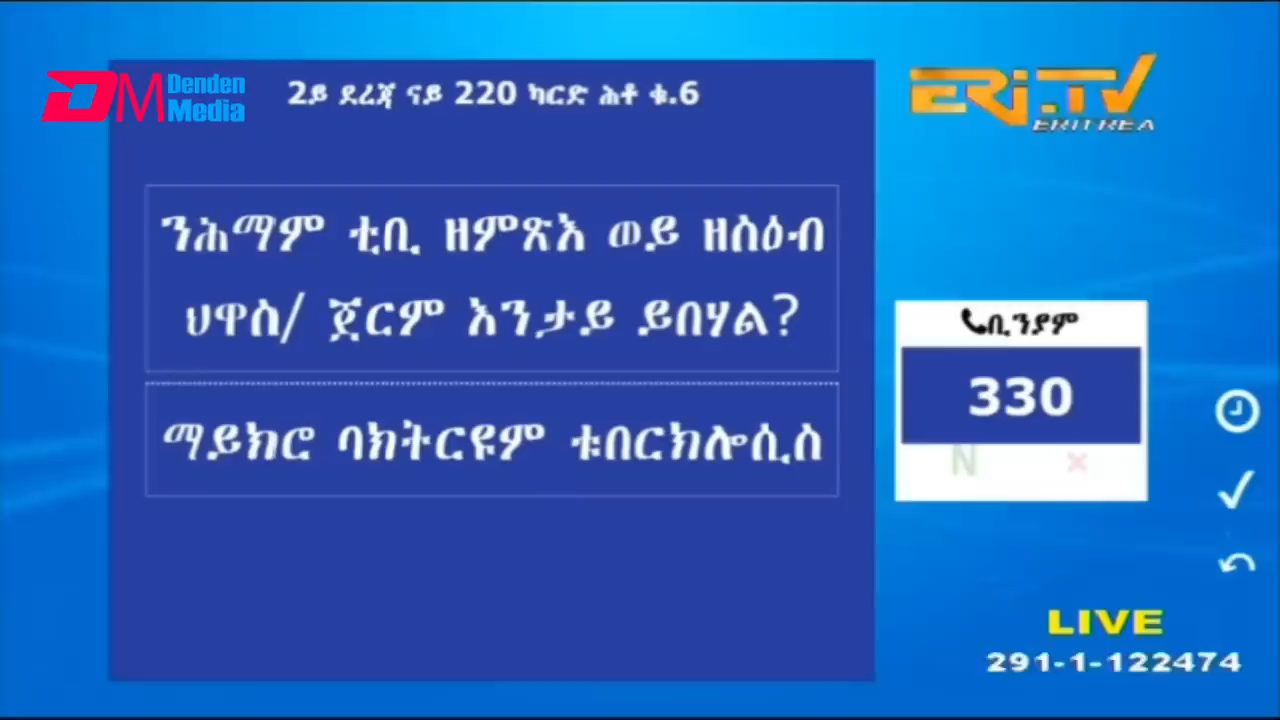 DM Denden Media
2ይ ደረጃ ናይ 220 ካርድ ሕቶ ቁ.6
ERi.TV
ERITREA
ንሕማም ቲቢ ዘምጽእ ወይ ዘስዕብ
ህዋስ/ ጀርም እንታይ ይበሃል?
ቢንያም
330
N ×
ማይክሮ ባክትርዩም ቱበርክሎሲስ
LIVE
291-1-122474